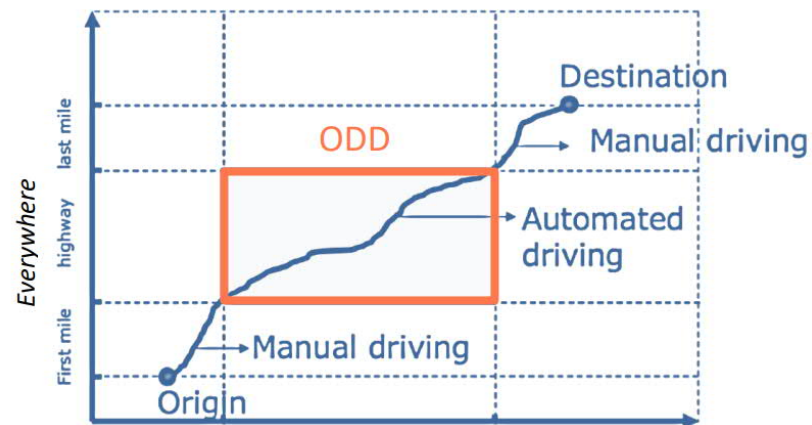 Destination
last mile
ODD
Manual driving
Everywhere
highway
Automated
driving
First mile
Manual driving
Origin